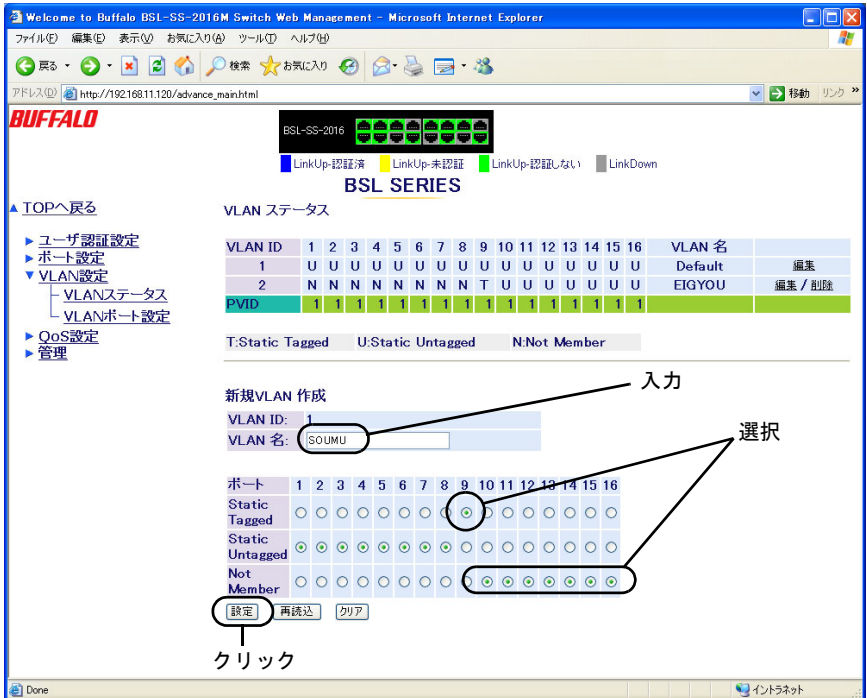 Welcome to Buffalo BSL-SS-2016M Switch Web Management - Microsoft Internet Explorer
ファイル(F) 編集(E) 表示(V) お気に入り(A) ツール(T) ヘルプ(H)
戻る 検索 お気に入り
アドレス(D) http://192.168.11.120/advance_main.html 移動 リンク »
BUFFALO
BSL-SS-2016
LinkUp-認証済 LinkUp-未認証 LinkUp-認証しない LinkDown
BSL SERIES
▲ TOPへ戻る
▶ ユーザ認証設定
▶ ポート設定
▼ VLAN設定
VLANステータス
VLANポート設定
▶ QoS設定
▶ 管理
VLAN ステータス
VLAN ID 1 2 3 4 5 6 7 8 9 10 11 12 13 14 15 16 VLAN 名
1 U U U U U U U U U U U U U U U U Default 編集
2 N N N N N N N N T U U U U U U U EIGYOU 編集 / 削除
PVID 1 1 1 1 1 1 1 1 1 1 1 1 1 1 1 1
T:Static Tagged U:Static Untagged N:Not Member
新規VLAN 作成
入力
VLAN ID: 1
VLAN 名: SOUMU
選択
ポート 1 2 3 4 5 6 7 8 9 10 11 12 13 14 15 16
Static Tagged
Static Untagged
Not Member
設定 再読込 クリア
クリック
Done イントラネット